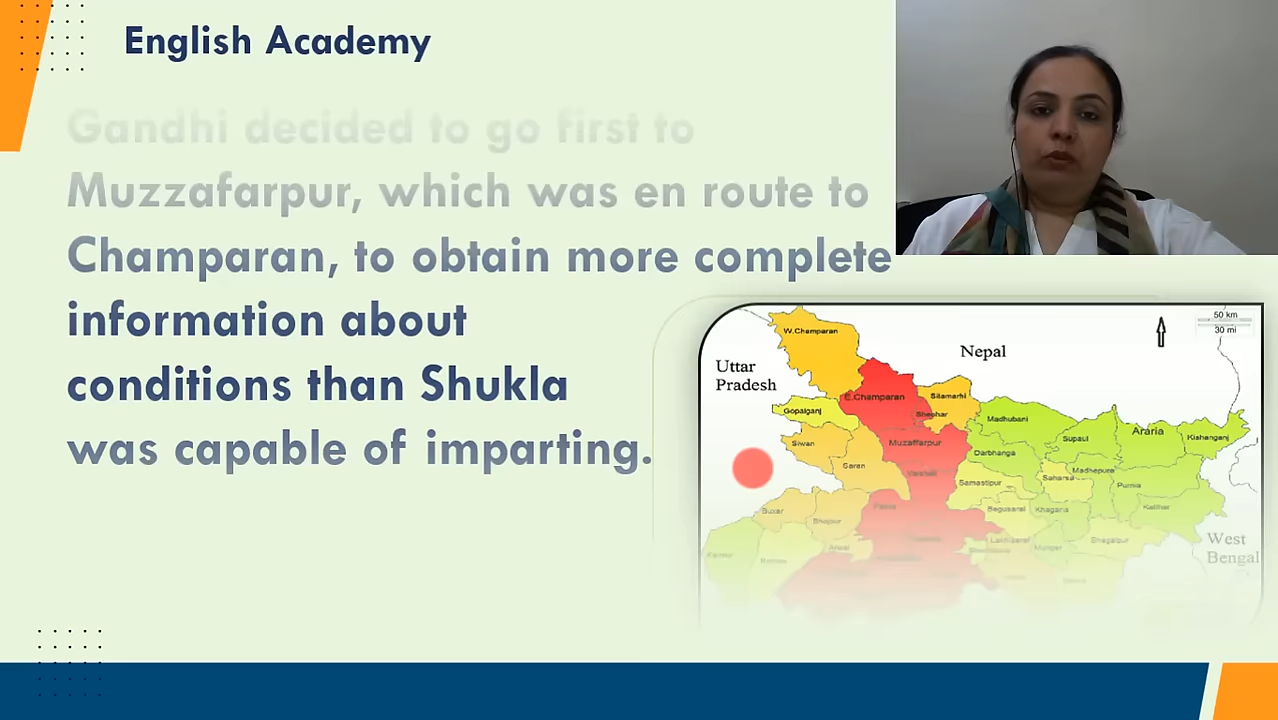 English Academy
Gandhi decided to go first to
Muzzafarpur, which was en route to
Champaran, to obtain more complete
information about
conditions than Shukla
was capable of imparting.
50 km
30 mi
W.Champaran
Nepal
Uttar
Pradesh
E.Champaran
Sitamarhi
Gopalganj
Sheohar
Madhubani
Araria
Kishanganj
Siwan
Muzaffarpur
Supaul
Darbhanga
Saran
Vaishali
Madhepura
Samastipur
Saharsa
Purnia
Buxar
Bhojpur
Patna
Begusarai
Khagaria
Katihar
West
Bengal
Arwal
Lakhisarai
Munger
Bhagalpur